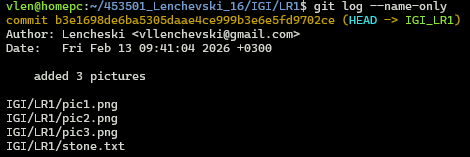 vlen@homepc:~/453501_Lenchevski_16/IGI/LR1$ git log --name-only
commit b3e1698de6ba5305daae4ce999b3e6e5fd9702ce (HEAD -> IGI_LR1)
Author: Lencheski <vllenchevski@gmail.com>
Date:   Fri Feb 13 09:41:04 2026 +0300
    added 3 pictures
IGI/LR1/pic1.png
IGI/LR1/pic2.png
IGI/LR1/pic3.png
IGI/LR1/stone.txt